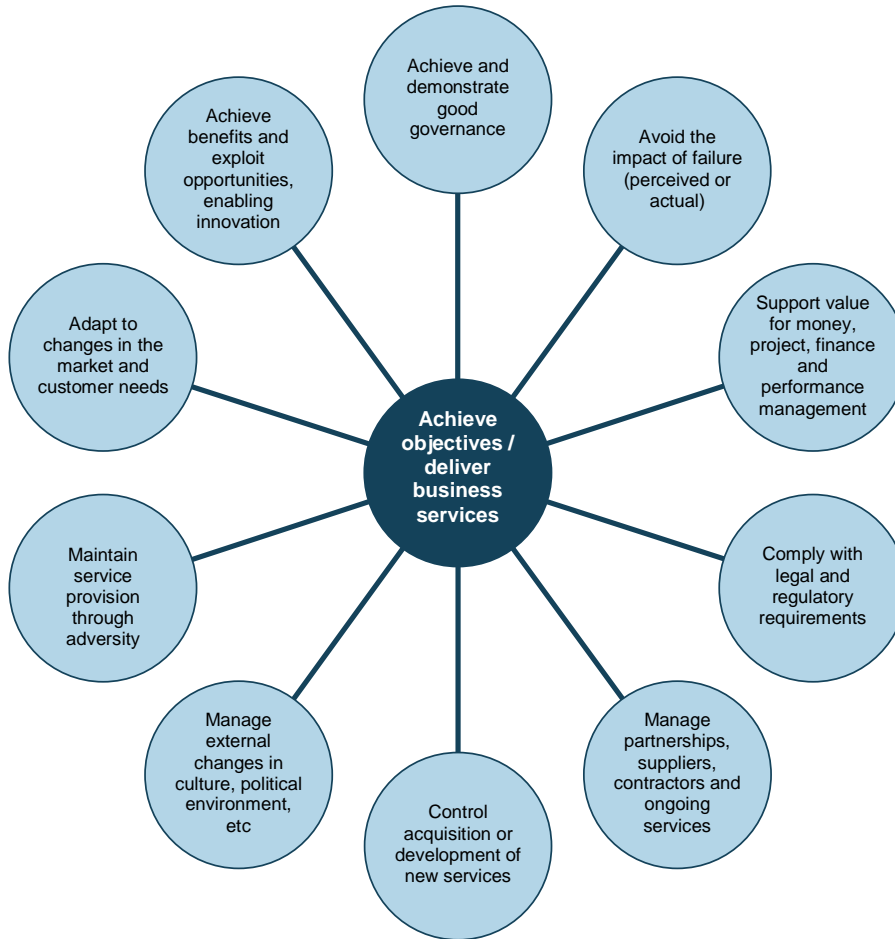 Achieve and
demonstrate
good
governance
Avoid the
impact of failure
(perceived or
actual)
Support value
for money,
project, finance
and
performance
management
Comply with
legal and
regulatory
requirements
Manage
partnerships,
suppliers,
contractors and
ongoing
services
Control
acquisition or
development of
new services
Manage
external
changes in
culture, political
environment,
etc
Maintain
service
provision
through
adversity
Adapt to
changes in the
market and
customer needs
Achieve
benefits and
exploit
opportunities,
enabling
innovation
Achieve
objectives /
deliver
business
services